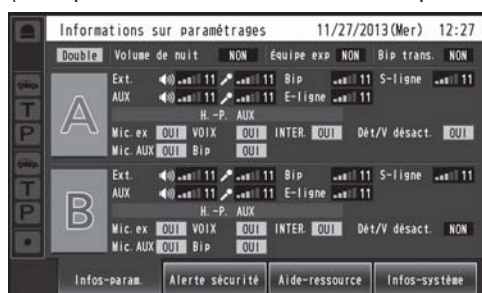 Informations sur paramétrages 11/27/2013(Mer) 12:27
Double Volume de nuit NON Équipe exp NON Bip trans. NON
Ext. 11 11 Bip 11 S-ligne 11
AUX 11 11 E-ligne 11
H. -P. AUX
A
Mic.ex OUI VOIX OUI INTER. OUI Dét/V désact. OUI
Mic.AUX OUI Bip OUI
T
P
Ext. 11 11 Bip 11 S-ligne 11
AUX 11 11 E-ligne 11
H. -P. AUX
B
Mic.ex OUI VOIX OUI INTER. OUI Dét/V désact. NON
Mic.AUX OUI Bip OUI
T
P
Infos-param. Alerte sécurité Aide-ressource Infos-système